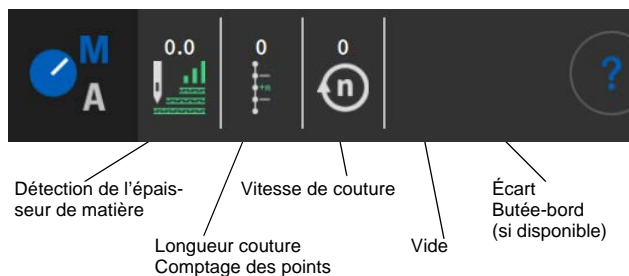 M
A
0.0
0
+n
0
n
?
Détection de l'épais-
seur de matière
Longueur couture
Comptage des points
Vitesse de couture
Vide
Écart
Butée-bord
(si disponible)